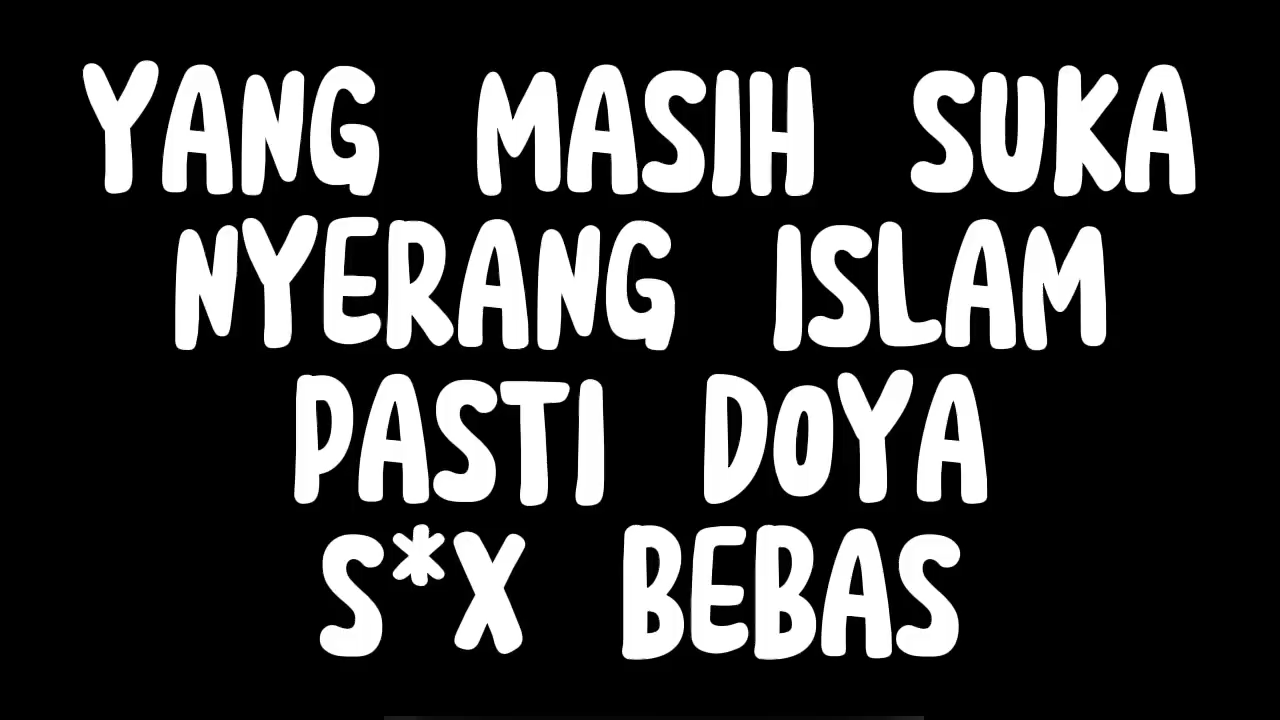 YANG MASIH SUKA
NYERANG ISLAM
PASTI DOYA
S*X BEBAS